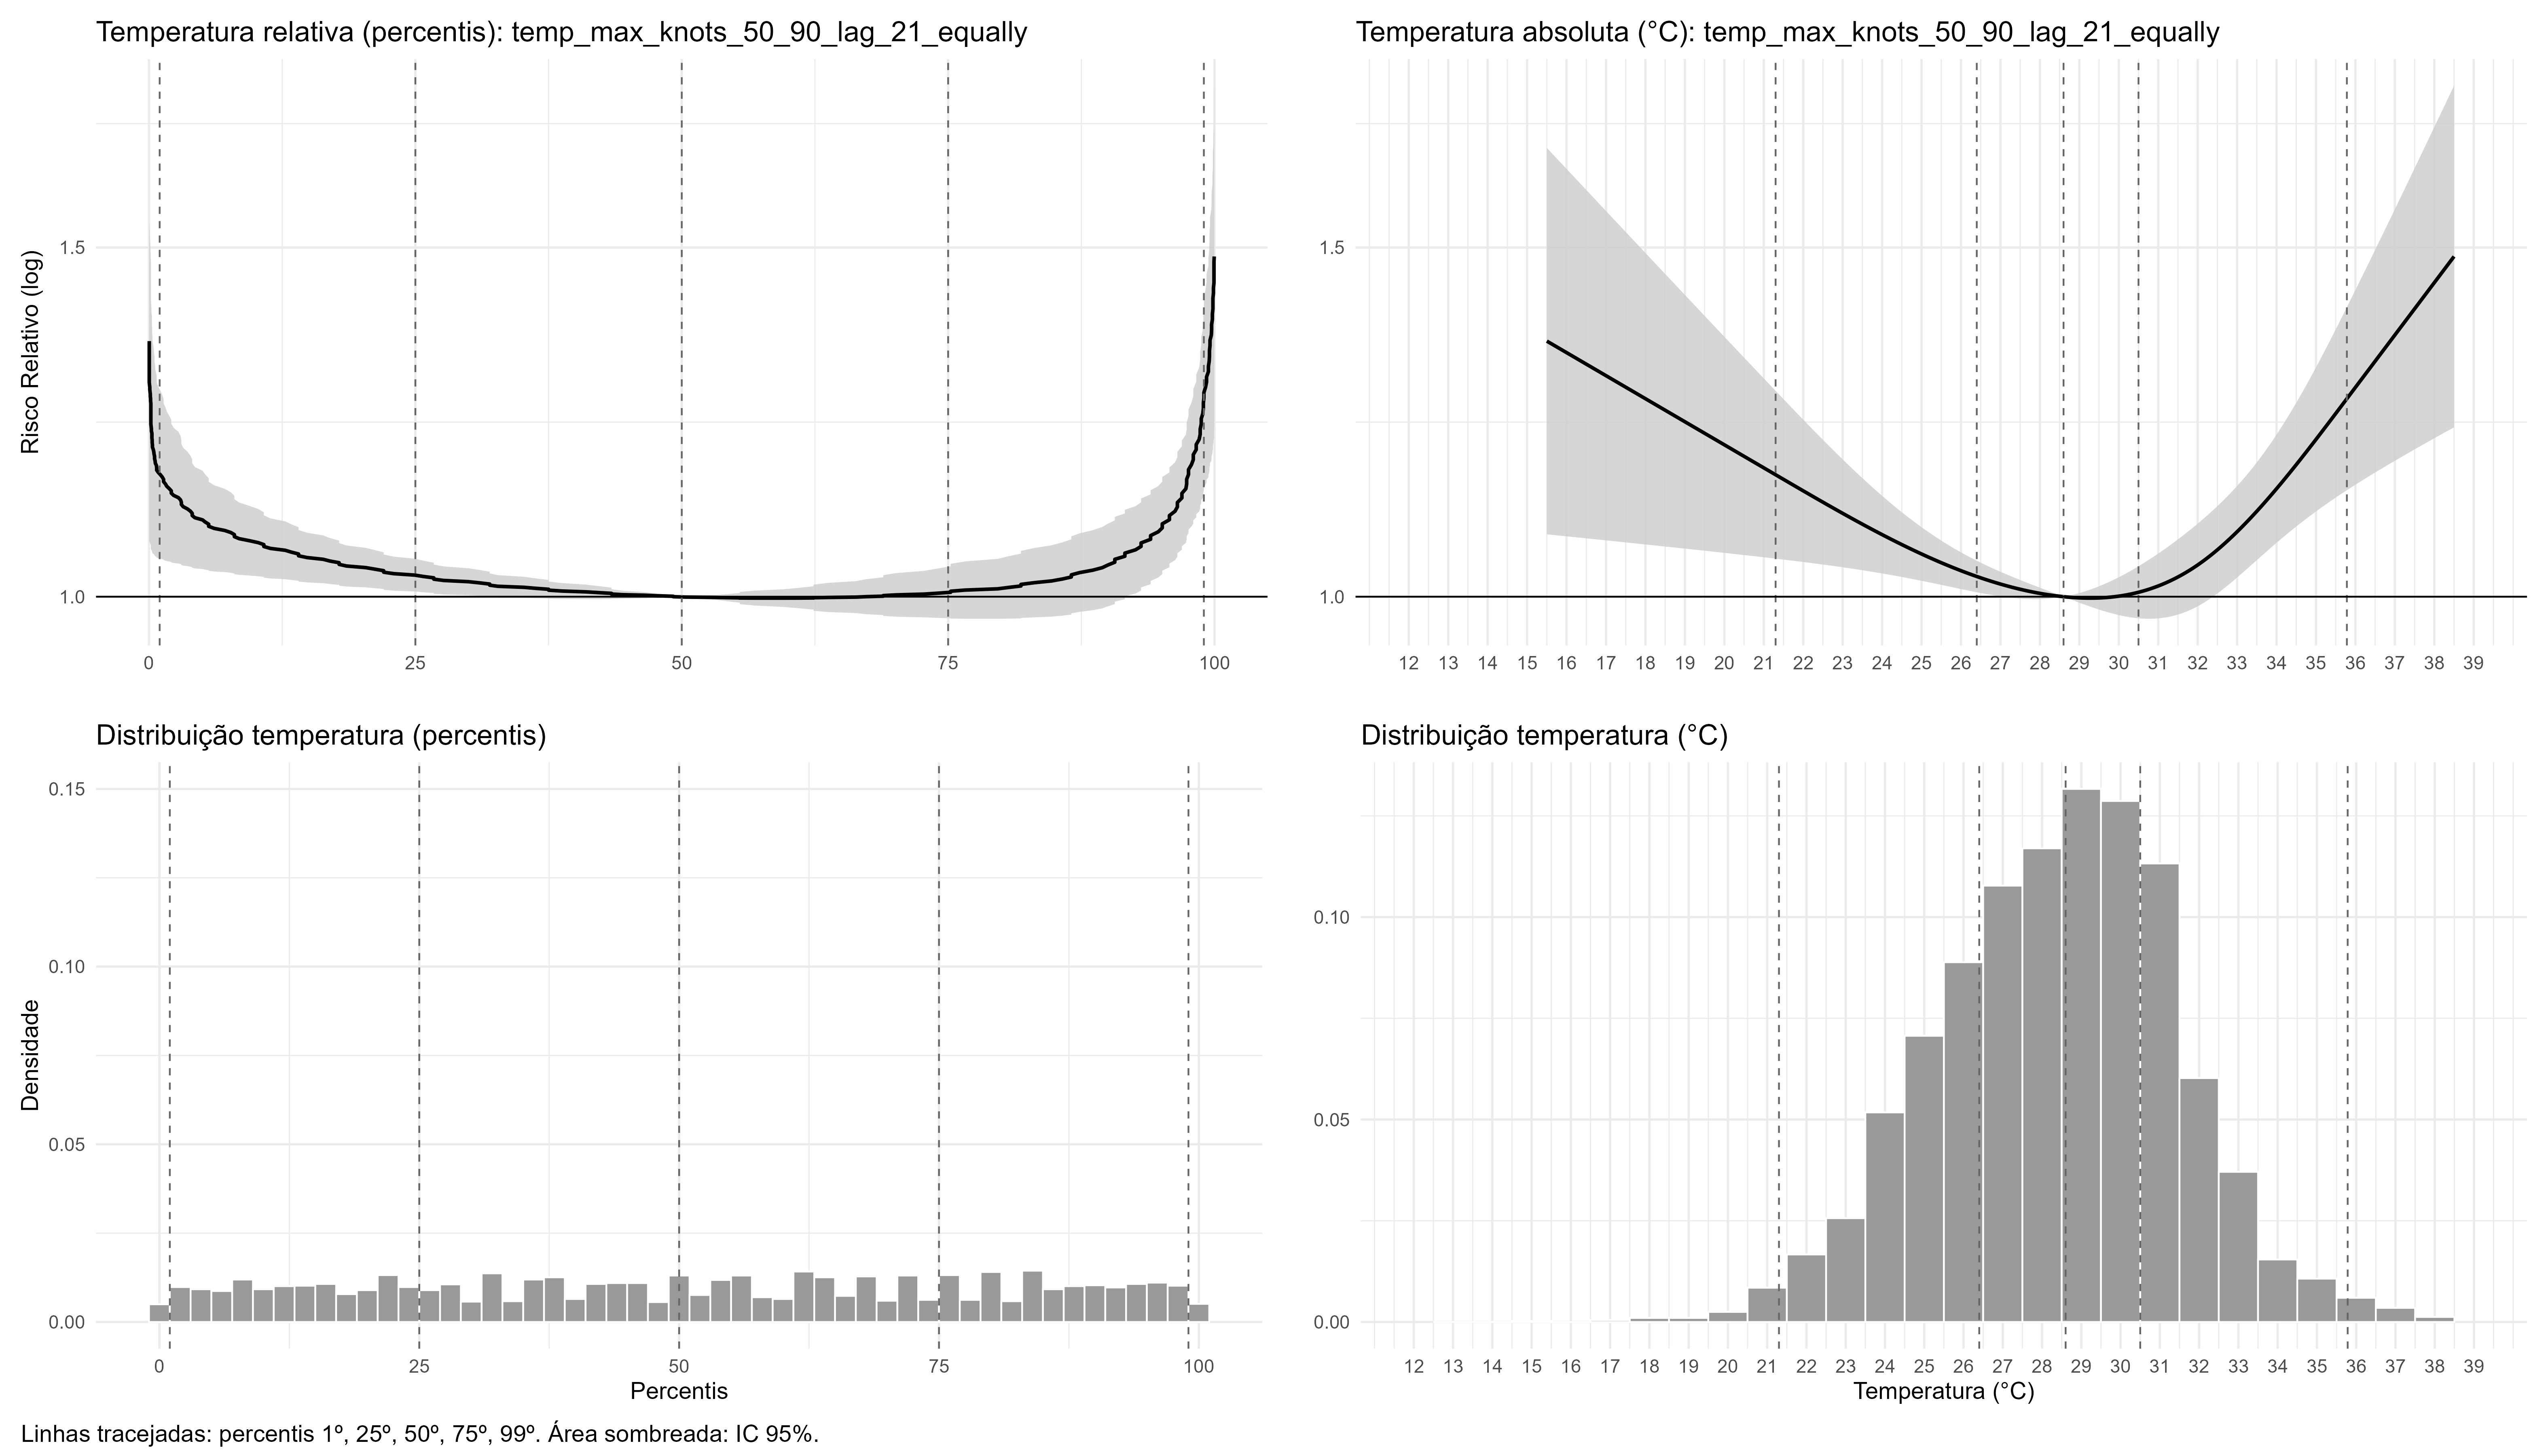 Temperatura relativa (percentis): temp_max_knots_50_90_lag_21_equally
Risco Relativo (log)
1.5
1.0
0 25 50 75 100
Temperatura absoluta (°C): temp_max_knots_50_90_lag_21_equally
1.5
1.0
12 13 14 15 16 17 18 19 20 21 22 23 24 25 26 27 28 29 30 31 32 33 34 35 36 37 38 39
Distribuição temperatura (percentis)
Densidade
0.15
0.10
0.05
0.00
0 25 50 75 100
Percentis
Distribuição temperatura (°C)
0.10
0.05
0.00
12 13 14 15 16 17 18 19 20 21 22 23 24 25 26 27 28 29 30 31 32 33 34 35 36 37 38 39
Temperatura (°C)
Linhas tracejadas: percentis 1º, 25º, 50º, 75º, 99º. Área sombreada: IC 95%.